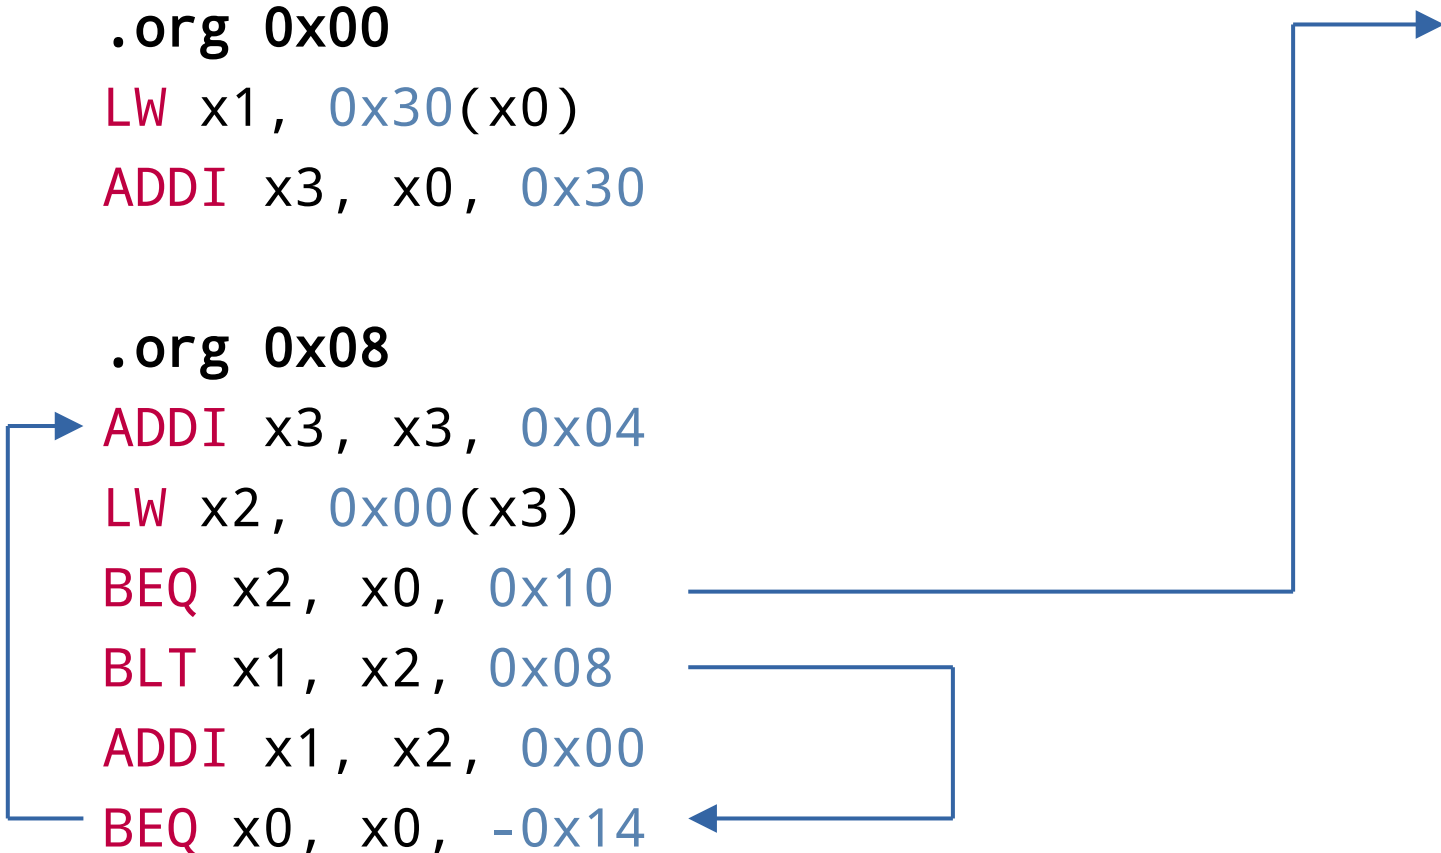 .org 0x00
LW x1, 0x30(x0)
ADDI x3, x0, 0x30
.org 0x08
ADDI x3, x3, 0x04
LW x2, 0x00(x3)
BEQ x2, x0, 0x10
BLT x1, x2, 0x08
ADDI x1, x2, 0x00
BEQ x0, x0, -0x14